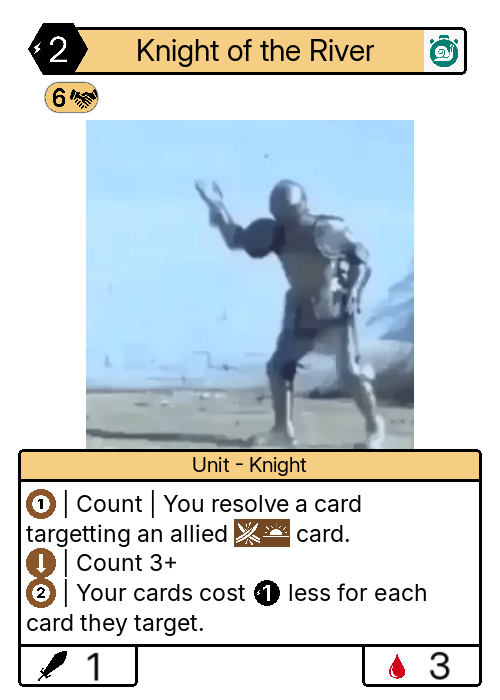 2
Knight of the River
6
Unit - Knight
1 | Count | You resolve a card
targetting an allied card.
| Count 3+
2 | Your cards cost 1 less for each
card they target.
1
3